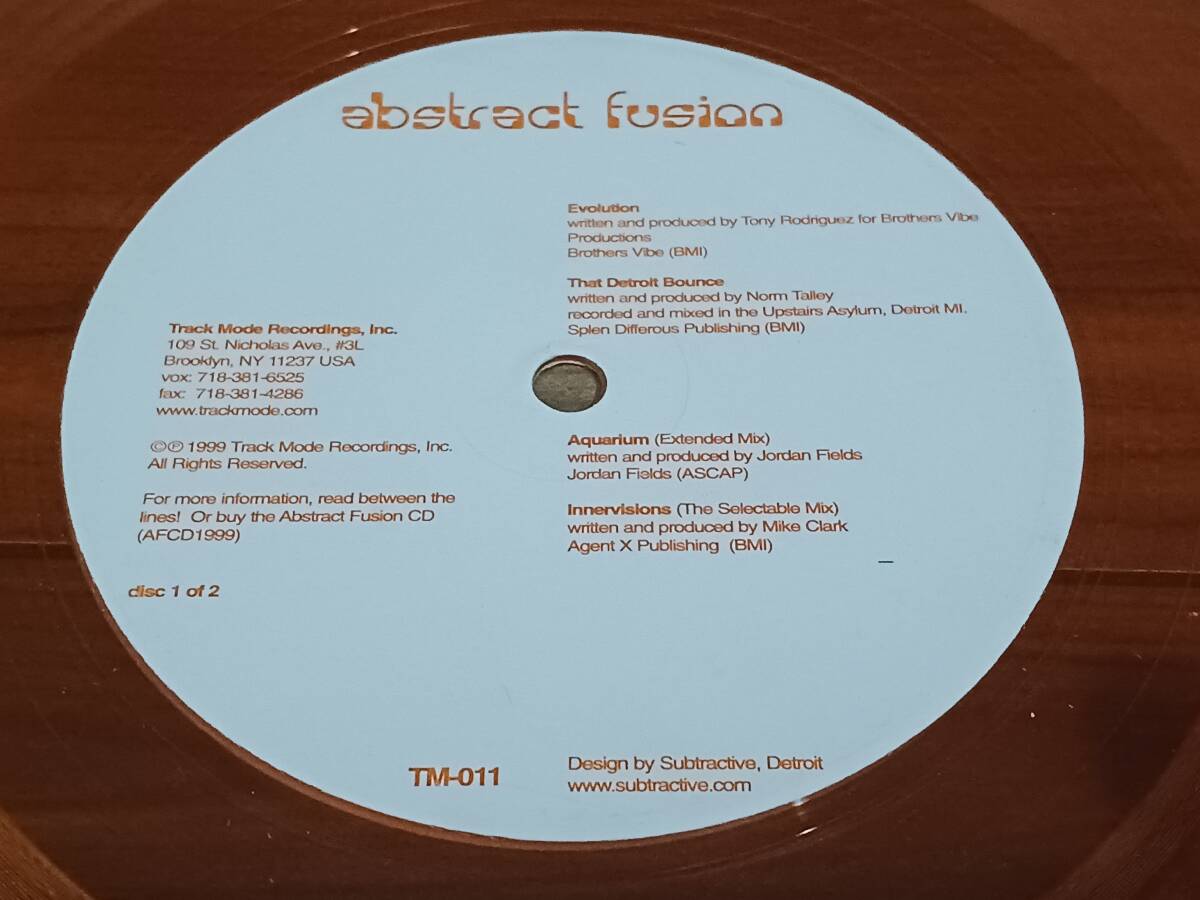 abstract fusion
Evolution
written and produced by Tony Rodriguez for Brothers Vibe
Productions
Brothers Vibe (BMI)
That Detroit Bounce
written and produced by Norm Talley
recorded and mixed in the Upstairs Asylum, Detroit MI.
Splen Differous Publishing (BMI)
Track Mode Recordings, Inc.
109 St. Nicholas Ave., #3L
Brooklyn, NY 11237 USA
vox: 718-381-6525
fax: 718-381-4286
www.trackmode.com
©℗ 1999 Track Mode Recordings, Inc.
All Rights Reserved.
For more information, read between the
lines! Or buy the Abstract Fusion CD
(AFCD1999)
disc 1 of 2
Aquarium (Extended Mix)
written and produced by Jordan Fields
Jordan Fields (ASCAP)
Innervisions (The Selectable Mix)
written and produced by Mike Clark
Agent X Publishing (BMI)
TM-011
Design by Subtractive, Detroit
www.subtractive.com